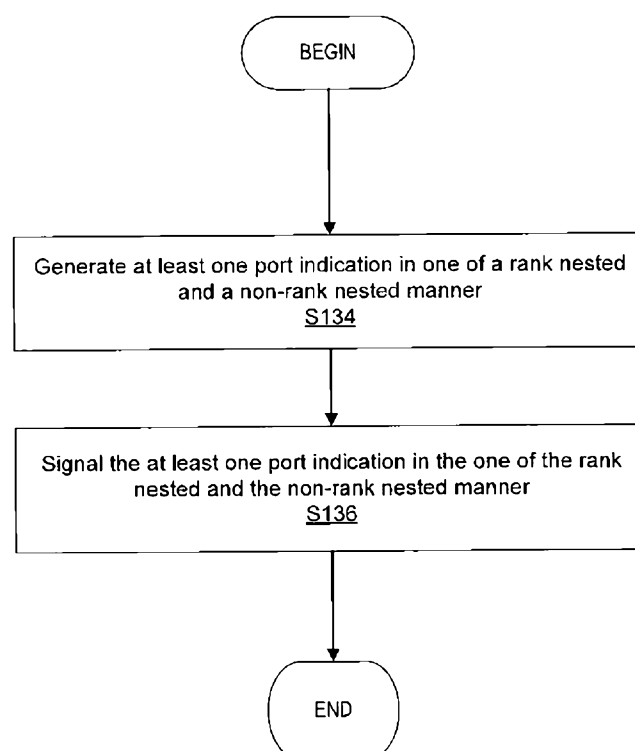 BEGIN
Generate at least one port indication in one of a rank nested
and a non-rank nested manner
S134
Signal the at least one port indication in the one of the rank
nested and the non-rank nested manner
S136
END